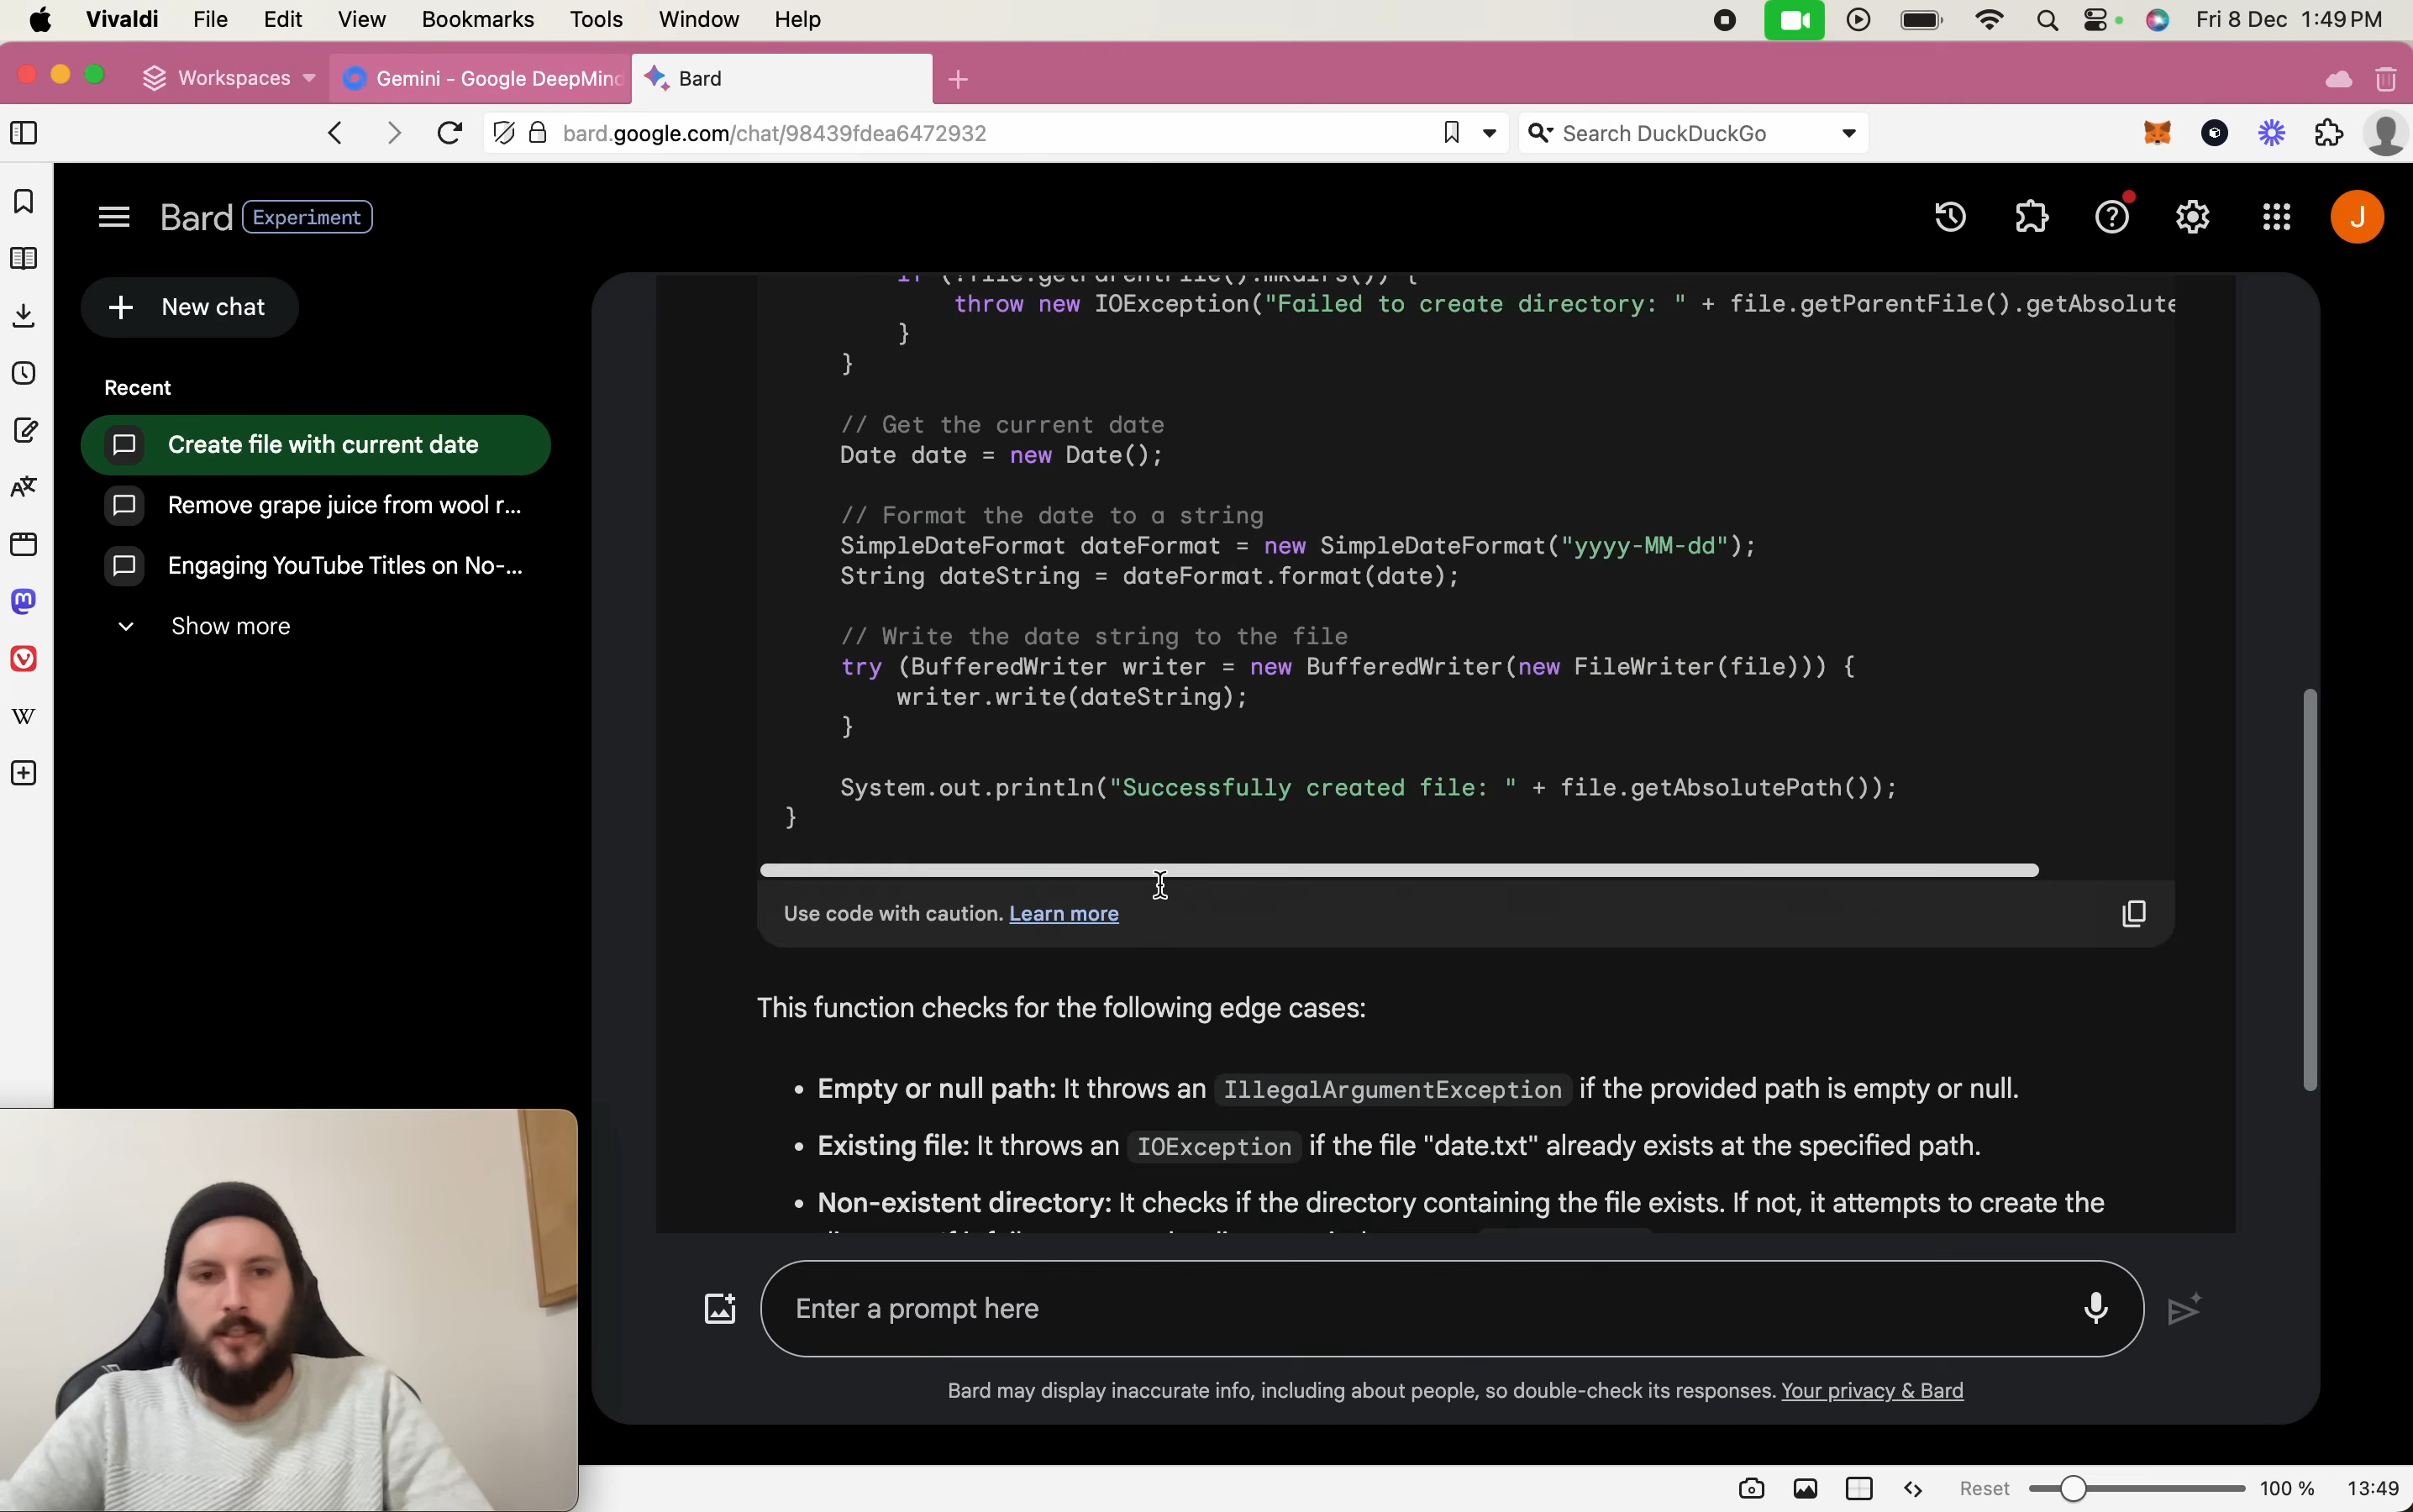 Vivaldi File Edit View Bookmarks Tools Window Help Fri 8 Dec 1:49 PM
Workspaces Gemini - Google DeepMind Bard
bard.google.com/chat/98439fdea6472932 Search DuckDuckGo
Bard Experiment J
New chat
Recent
Create file with current date
Remove grape juice from wool r...
Engaging YouTube Titles on No-...
Show more
if (!file.getParentFile().mkdirs()) {
throw new IOException("Failed to create directory: " + file.getParentFile().getAbsolute
}
}
// Get the current date
Date date = new Date();
// Format the date to a string
SimpleDateFormat dateFormat = new SimpleDateFormat("yyyy-MM-dd");
String dateString = dateFormat.format(date);
// Write the date string to the file
try (BufferedWriter writer = new BufferedWriter(new FileWriter(file))) {
writer.write(dateString);
}
System.out.println("Successfully created file: " + file.getAbsolutePath());
}
Use code with caution. Learn more
This function checks for the following edge cases:
• Empty or null path: It throws an IllegalArgumentException if the provided path is empty or null.
• Existing file: It throws an IOException if the file "date.txt" already exists at the specified path.
• Non-existent directory: It checks if the directory containing the file exists. If not, it attempts to create the
Enter a prompt here
Bard may display inaccurate info, including about people, so double-check its responses. Your privacy & Bard
Reset 100 % 13:49